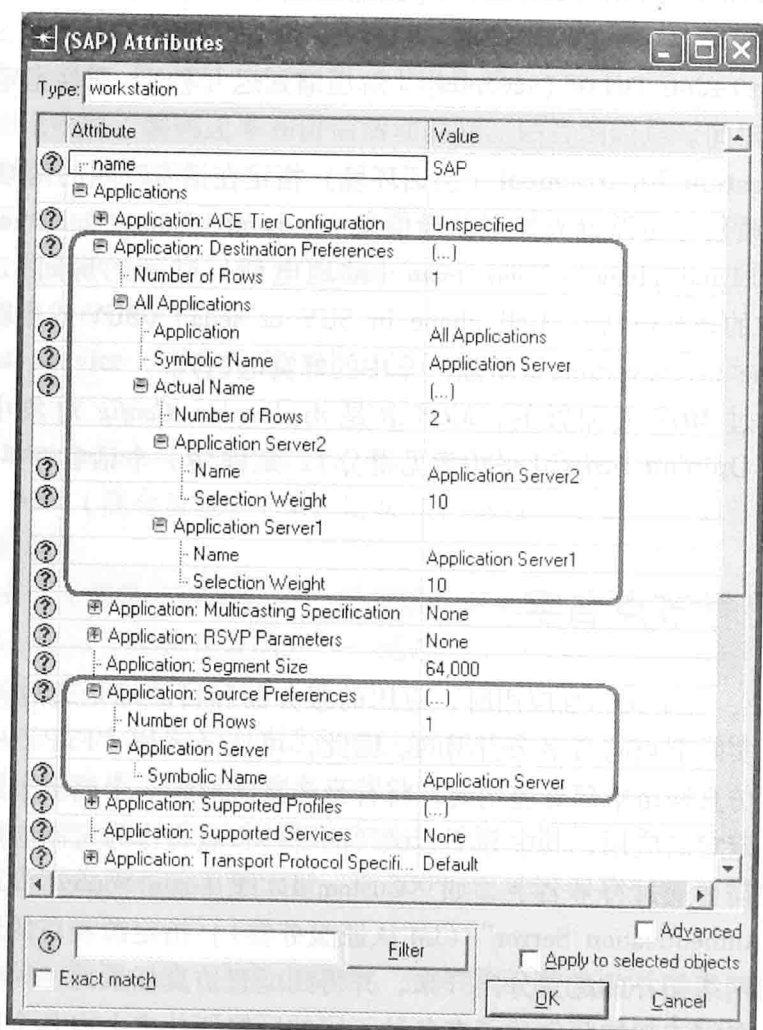 (SAP) Attributes
Type: workstation
Attribute Value
name SAP
Applications
Application: ACE Tier Configuration Unspecified
Application: Destination Preferences (...)
Number of Rows 1
All Applications
Application All Applications
Symbolic Name Application Server
Actual Name (...)
Number of Rows 2
Application Server2
Name Application Server2
Selection Weight 10
Application Server1
Name Application Server1
Selection Weight 10
Application: Multicasting Specification None
Application: RSVP Parameters None
Application: Segment Size 64,000
Application: Source Preferences (...)
Number of Rows 1
Application Server
Symbolic Name Application Server
Application: Supported Profiles (...)
Application: Supported Services None
Application: Transport Protocol Specifi... Default
Filter
Advanced
Apply to selected objects
Exact match
OK Cancel